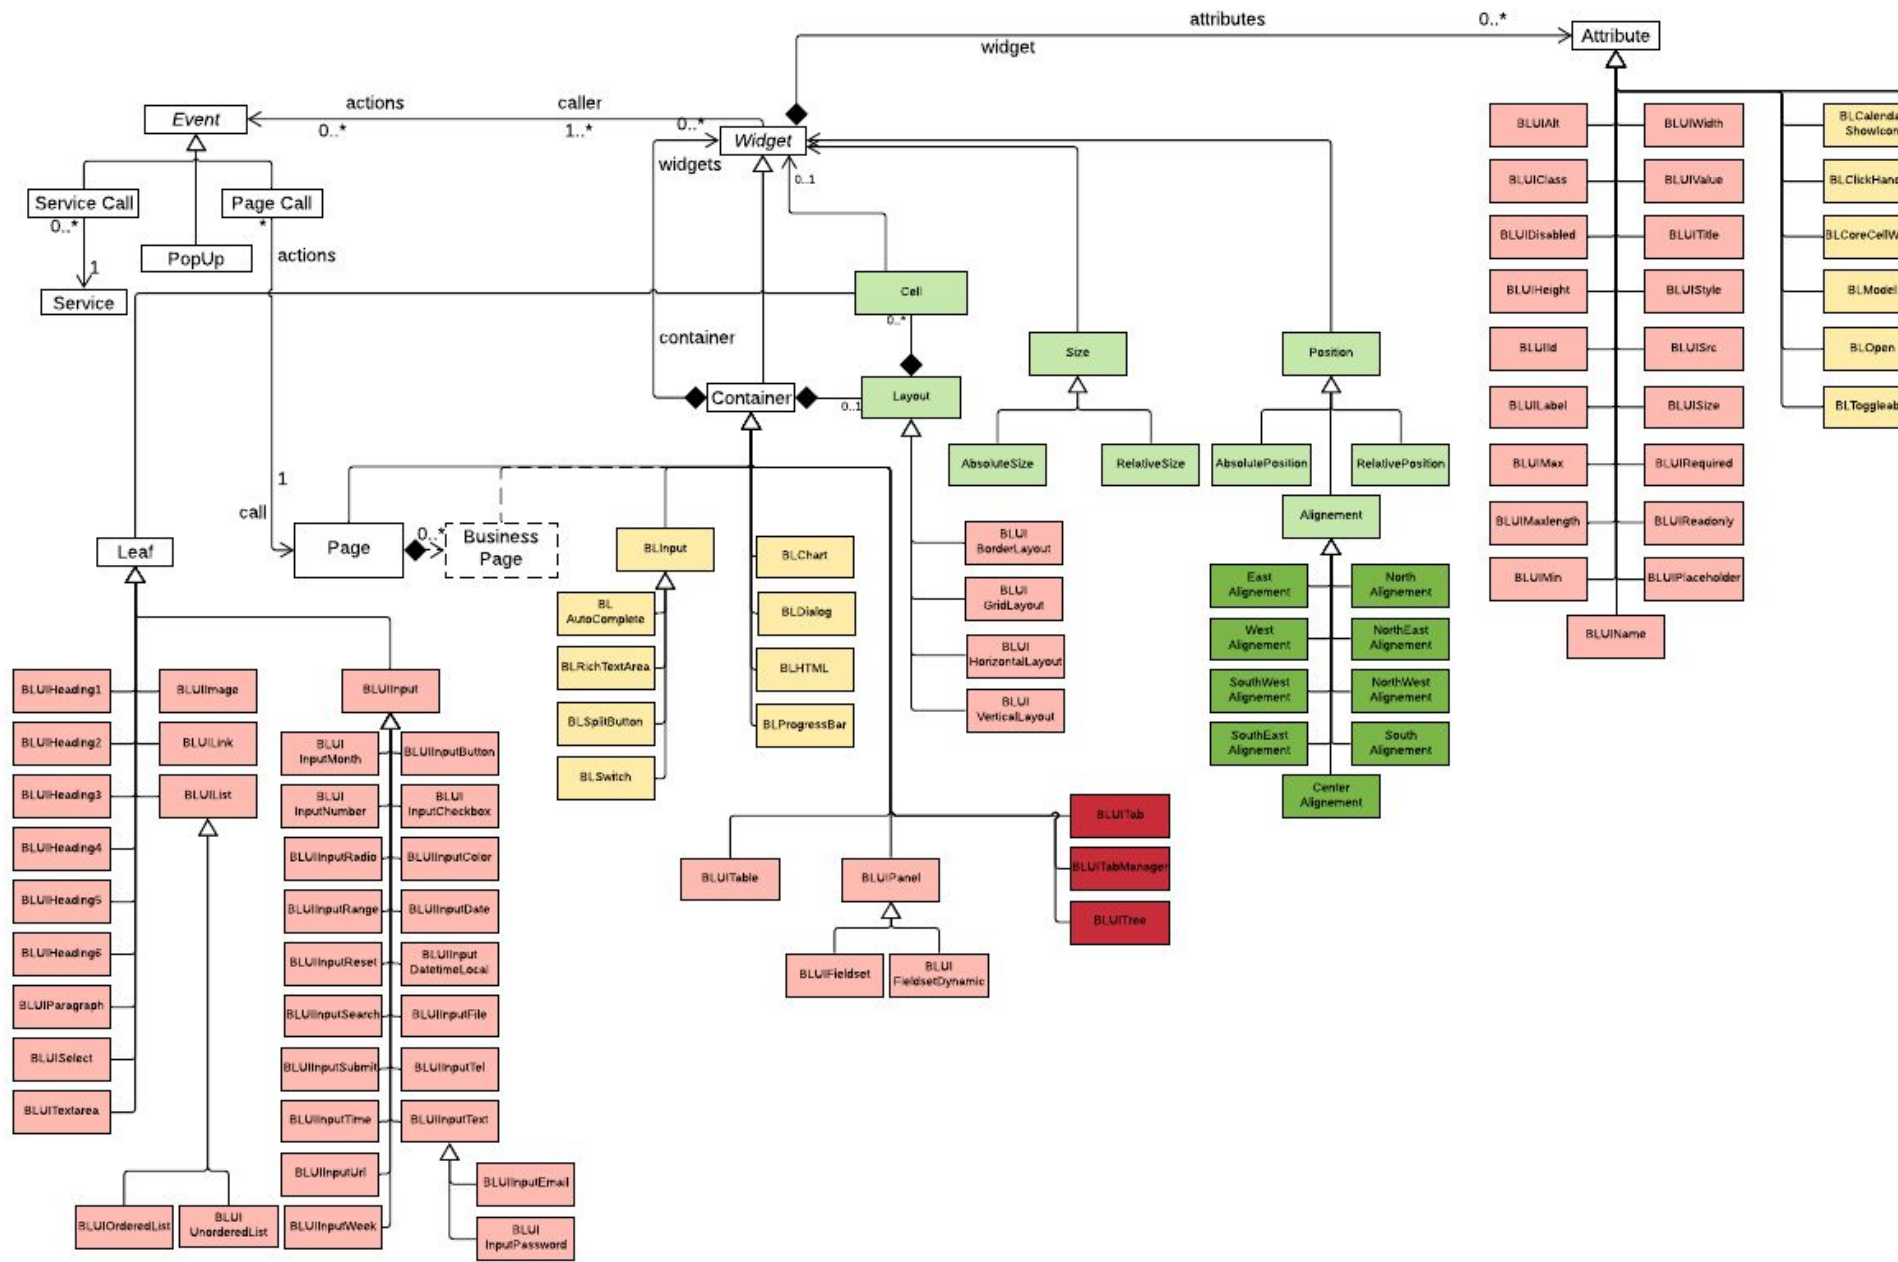 attributes
0..*
widget
Attribute
actions
caller
0..*
1..*
0..*
Event
Widget
widgets
0..1
Service Call
Page Call
0..*
*
actions
PopUp
1
Service
Cell
0..*
container
Size
Position
Container
0..1
Layout
AbsoluteSize
RelativeSize
AbsolutePosition
RelativePosition
Alignement
1
call
Leaf
Page
0..*
Business
Page
BLInput
BLChart
BL
AutoComplete
BLDialog
BLRichTextArea
BLHTML
BLSplitButton
BLProgressBar
BLSwitch
BLUI
BorderLayout
BLUI
GridLayout
BLUI
HorizontalLayout
BLUI
VerticalLayout
East
Alignement
North
Alignement
West
Alignement
NorthEast
Alignement
SouthWest
Alignement
NorthWest
Alignement
SouthEast
Alignement
South
Alignement
Center
Alignement
BLUIAlt
BLUIWidth
BLCalenda
ShowIcon
BLUIClass
BLUIValue
BLClickHand
BLUIDisabled
BLUITitle
BLCoreCellW
BLUIHeight
BLUIStyle
BLModel
BLUIId
BLUISrc
BLOpen
BLUILabel
BLUISize
BLToggleab
BLUIMax
BLUIRequired
BLUIMaxlength
BLUIReadonly
BLUIMin
BLUIPlaceholder
BLUIName
BLUIHeading1
BLUIImage
BLUIHeading2
BLUILink
BLUIHeading3
BLUIList
BLUIHeading4
BLUIHeading5
BLUIHeading6
BLUIParagraph
BLUISelect
BLUITextarea
BLUIOrderedList
BLUI
UnorderedList
BLUIInput
BLUI
InputMonth
BLUIInputButton
BLUI
InputNumber
BLUI
InputCheckbox
BLUIInputRadio
BLUIInputColor
BLUIInputRange
BLUIInputDate
BLUIInputReset
BLUIInput
DatetimeLocal
BLUIInputSearch
BLUIInputFile
BLUIInputSubmit
BLUIInputTel
BLUIInputTime
BLUIInputText
BLUIInputUrl
BLUIInputEmail
BLUIInputWeek
BLUI
InputPassword
BLUITable
BLUIPanel
BLUITab
BLUITabManager
BLUITree
BLUIFieldset
BLUI
FieldsetDynamic